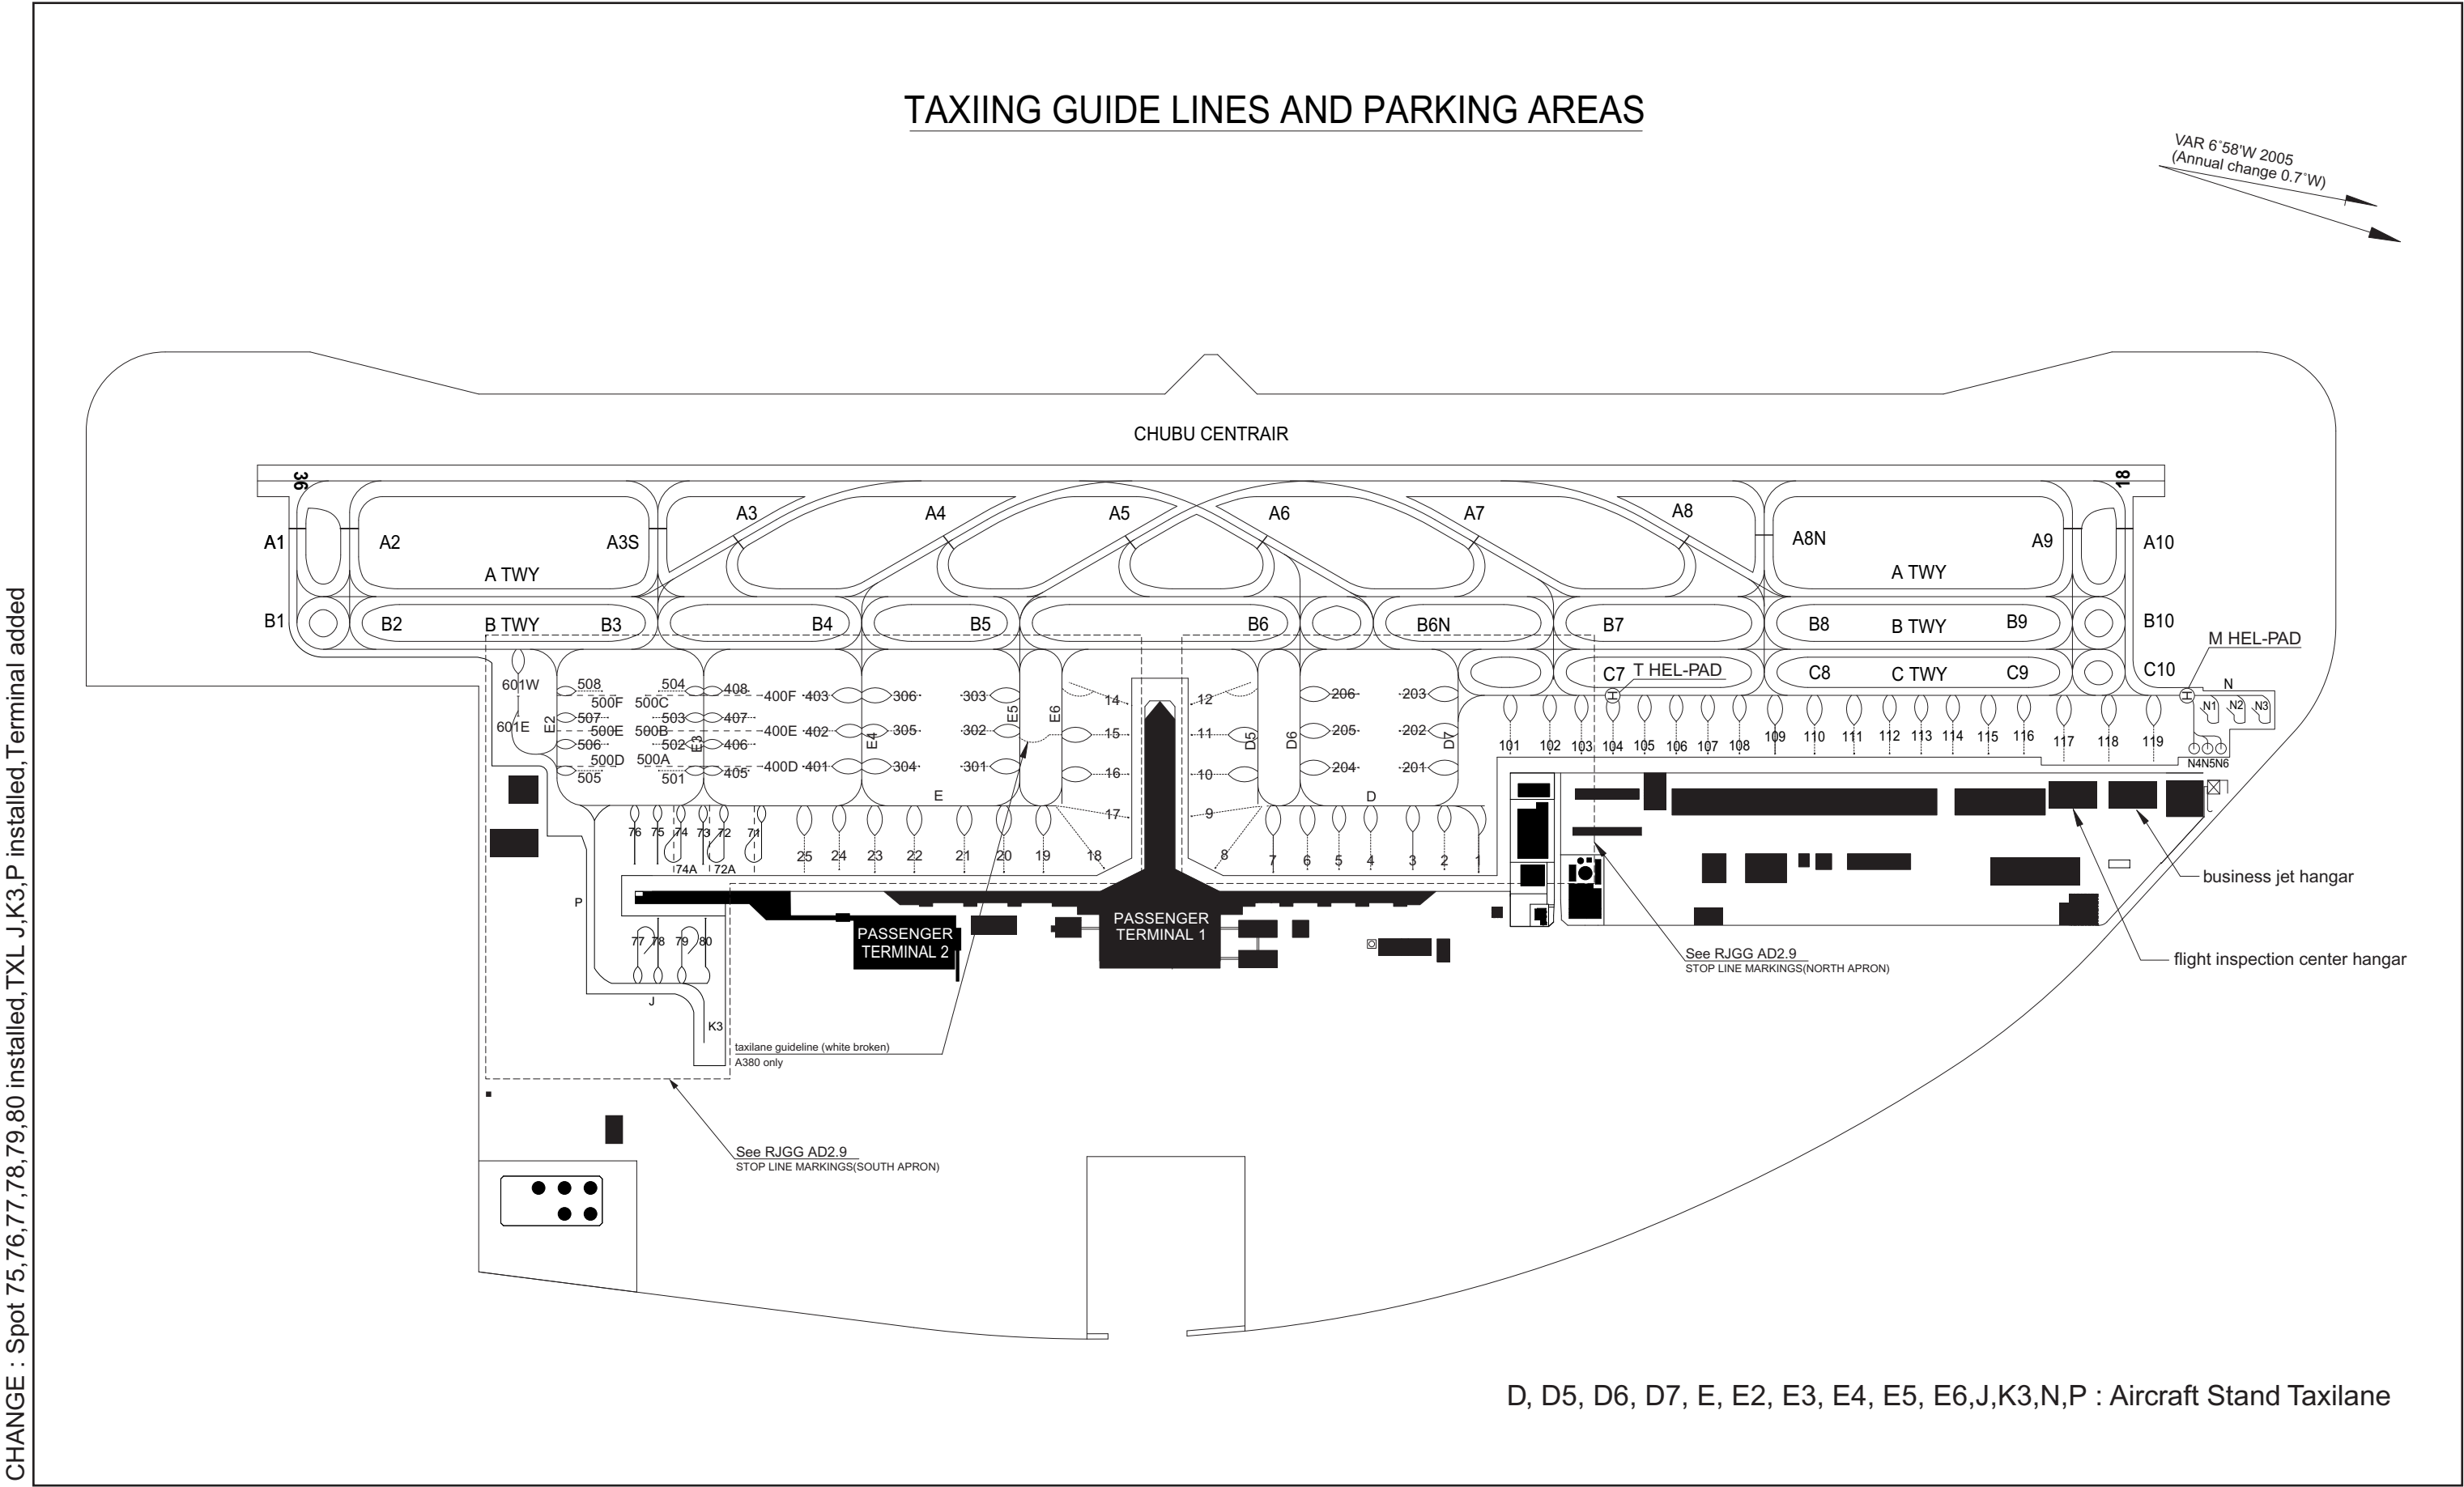 TAXIING GUIDE LINES AND PARKING AREAS
VAR 6°58'W 2005
(Annual change 0.7°W)
CHUBU CENTRAIR
36
18
A3
A4
A5
A6
A7
A8
A1
A2
A3S
A8N
A9
A10
A TWY
A TWY
B1
B2
B TWY
B3
B4
B5
B6
B6N
B7
B8
B TWY
B9
B10
M HEL-PAD
C7
T HEL-PAD
C8
C TWY
C9
C10
N
601W
508
504
408
400F
403
306
303
14
12
206
203
500F
500C
N1
N2
N3
601E
E2
507
503
407
E5
E6
500E
500B
400E
402
305
302
15
11
D5
D6
205
202
D7
506
502
E3
406
E4
101
102
103
104
105
106
107
108
109
110
111
112
113
114
115
116
117
118
119
500D
500A
400D
401
304
301
16
10
204
201
505
501
405
N4
N5
N6
E
D
17
9
76
75
74
73
72
71
25
24
23
22
21
20
19
18
8
7
6
5
4
3
2
1
74A
72A
P
PASSENGER
TERMINAL 1
PASSENGER
TERMINAL 2
77
78
79
80
J
K3
business jet hangar
flight inspection center hangar
See RJGG AD2.9
STOP LINE MARKINGS(NORTH APRON)
taxilane guideline (white broken)
A380 only
See RJGG AD2.9
STOP LINE MARKINGS(SOUTH APRON)
D, D5, D6, D7, E, E2, E3, E4, E5, E6,J,K3,N,P : Aircraft Stand Taxilane
CHANGE : Spot 75,76,77,78,79,80 installed,TXL J,K3,P installed,Terminal added